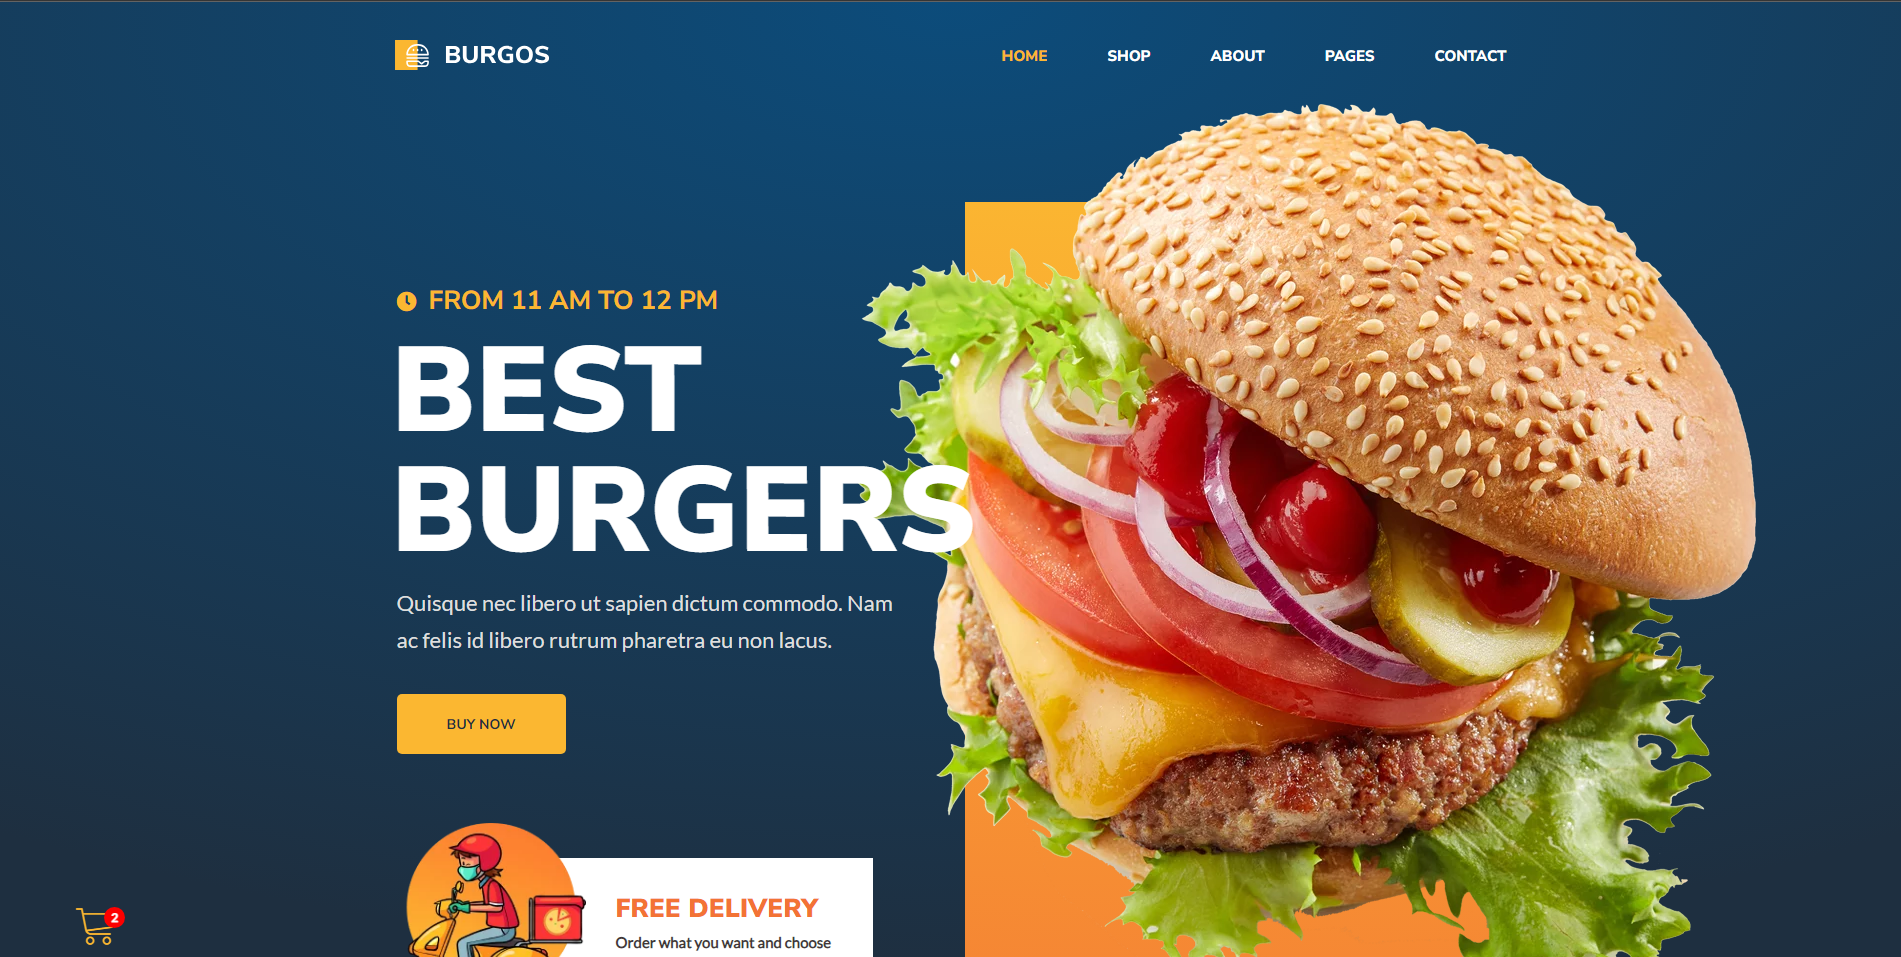 BURGOS
HOME SHOP ABOUT PAGES CONTACT
FROM 11 AM TO 12 PM
BEST
BURGERS
Quisque nec libero ut sapien dictum commodo. Nam
ac felis id libero rutrum pharetra eu non lacus.
BUY NOW
FREE DELIVERY
Order what you want and choose
2